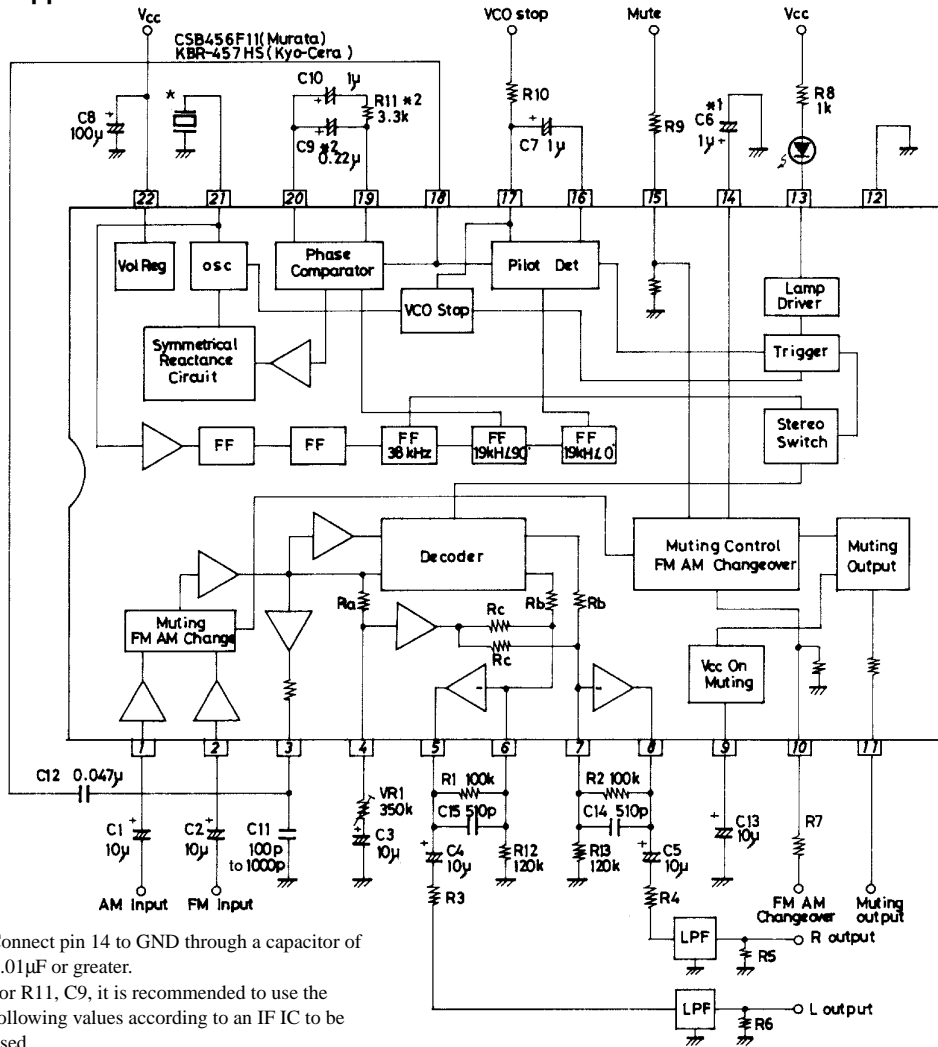 Vcc
VCO stop
Mute
Vcc
CSB456F11(Murata)
KBR-457HS(Kyo-Cera)
C8
100µ
*
C10 1µ
R11 *2
3.3k
C9 *2
0.22µ
R10
C7 1µ
R9
*1
C6
1µ
R8
1k
22
21
20
19
18
17
16
15
14
13
12
Vol Reg
osc
Phase
Comparator
Pilot Det
VCO Stop
Lamp
Driver
Trigger
Symmetrical
Reactance
Circuit
Stereo
Switch
FF
FF
FF
38kHz
FF
19kH∠90°
FF
19kH∠0°
Decoder
Muting Control
FM AM Changeover
Muting
Output
Ra
Rb
Rb
Rc
Rc
Muting
FM AM Change
Vcc On
Muting
1
2
3
4
5
6
7
8
9
10
11
C12 0.047µ
C1
10µ
C2
10µ
C11
100p
to 1000p
VR1
350k
C3
10µ
R1 100k
C15 510p
C4
10µ
R12
120k
R3
R2 100k
C14 510p
R13
120k
C5
10µ
R4
C13
10µ
R7
AM Input
FM Input
FM AM
Changeover
Muting
output
LPF
R output
R5
LPF
L output
R6
Connect pin 14 to GND through a capacitor of
.01µF or greater.
or R11, C9, it is recommended to use the
ollowing values according to an IF IC to be
sed